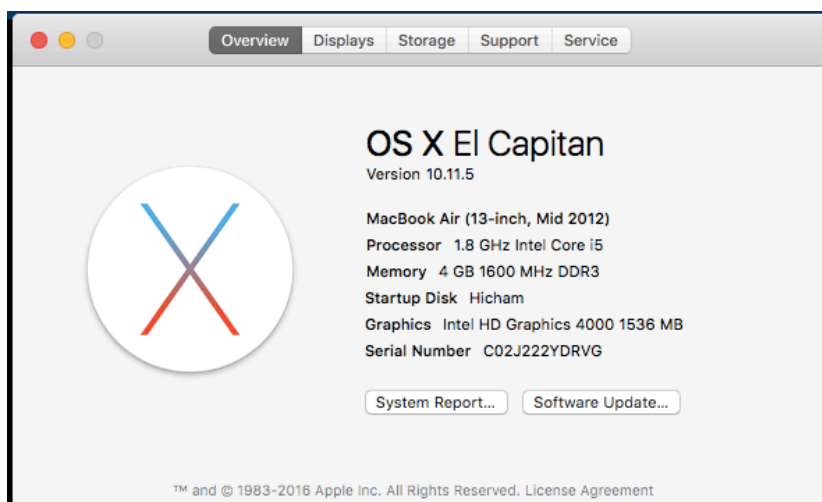 Overview Displays Storage Support Service
OS X El Capitan
Version 10.11.5
MacBook Air (13-inch, Mid 2012)
Processor 1.8 GHz Intel Core i5
Memory 4 GB 1600 MHz DDR3
Startup Disk Hicham
Graphics Intel HD Graphics 4000 1536 MB
Serial Number C02J222YDRVG
System Report... Software Update...
™ and © 1983-2016 Apple Inc. All Rights Reserved. License Agreement